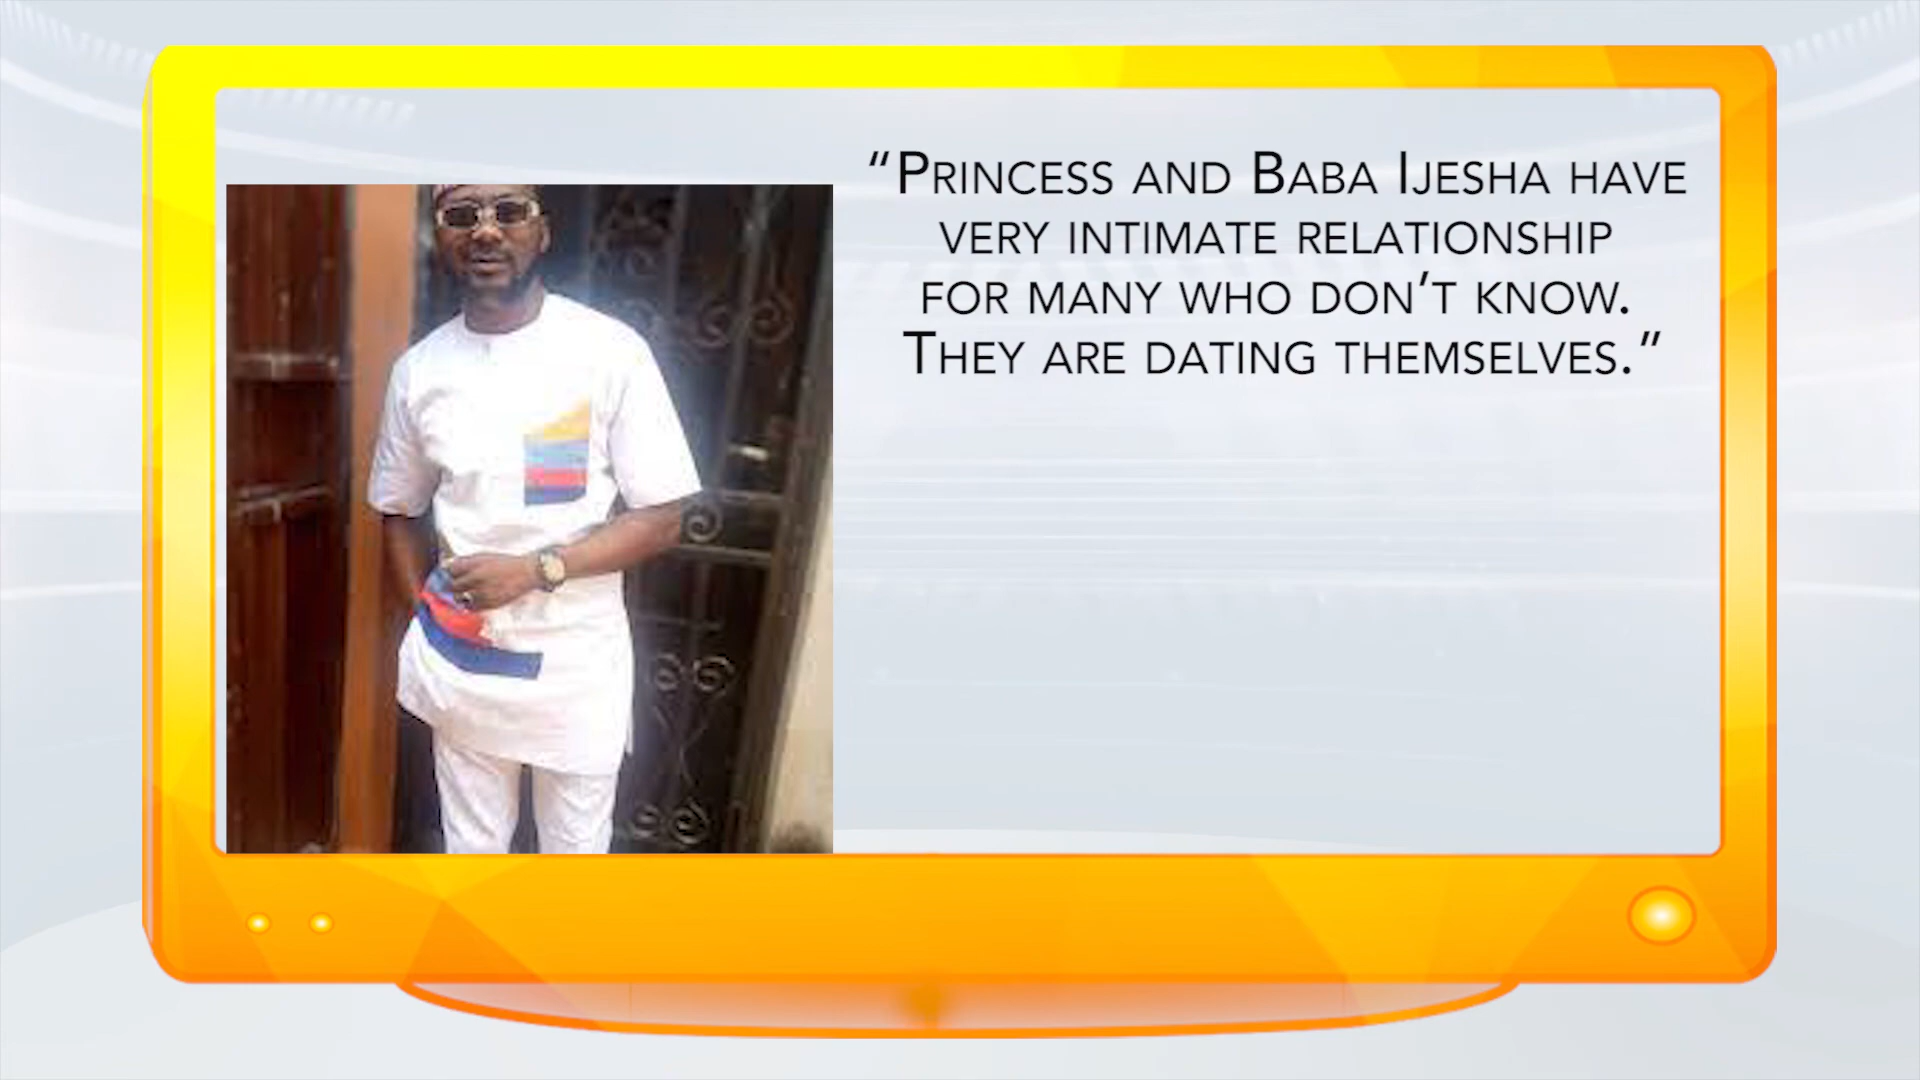 “Princess and Baba Ijesha have
very intimate relationship
for many who don’t know.
They are dating themselves.”